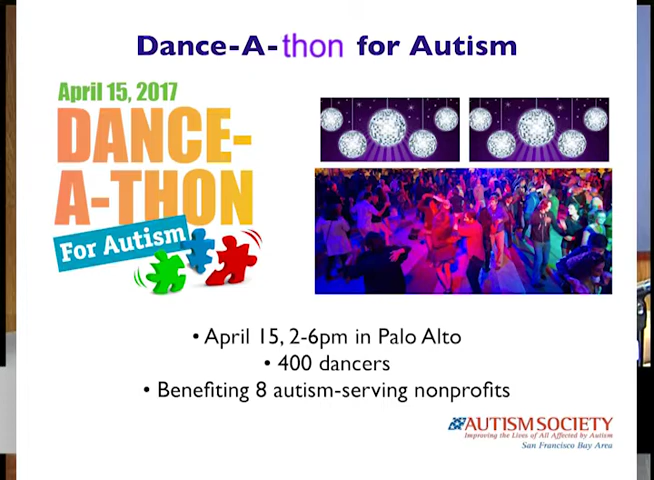 Dance-A-thon for Autism
April 15, 2017
DANCE-
A-THON
For Autism
• April 15, 2-6pm in Palo Alto
• 400 dancers
• Benefiting 8 autism-serving nonprofits
AUTISM SOCIETY
Improving the Lives of All Affected by Autism
San Francisco Bay Area